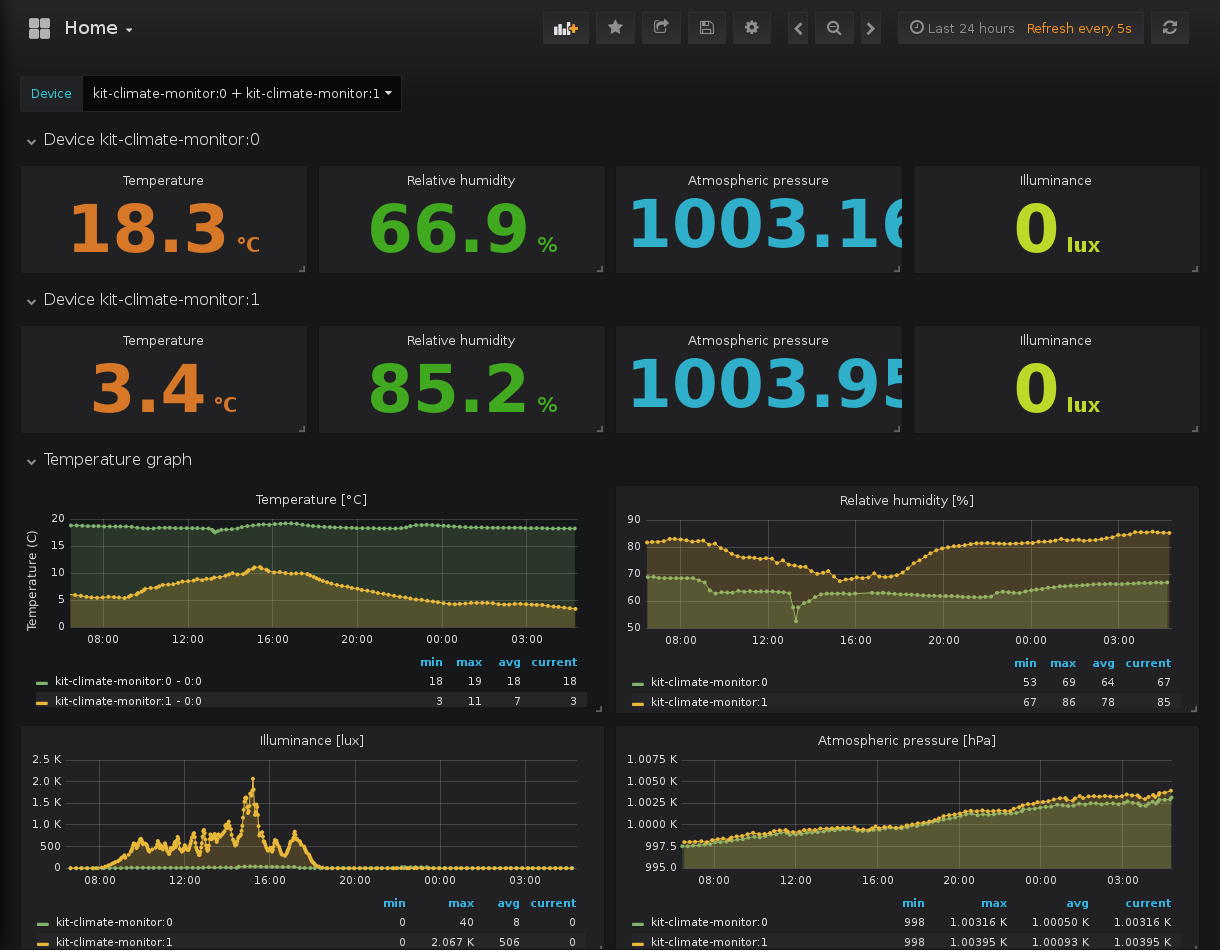 Home
Last 24 hours Refresh every 5s
Device kit-climate-monitor:0 + kit-climate-monitor:1
Device kit-climate-monitor:0
Temperature Relative humidity Atmospheric pressure Illuminance
18.3 °C 66.9 % 1003.16 0 lux
Device kit-climate-monitor:1
Temperature Relative humidity Atmospheric pressure Illuminance
3.4 °C 85.2 % 1003.95 0 lux
Temperature graph
Temperature [°C]
Temperature (C)
20
15
10
5
0
08:00 12:00 16:00 20:00 00:00 03:00
min max avg current
kit-climate-monitor:0 - 0:0 18 19 18 18
kit-climate-monitor:1 - 0:0 3 11 7 3
Relative humidity [%]
90
80
70
60
50
08:00 12:00 16:00 20:00 00:00 03:00
min max avg current
kit-climate-monitor:0 53 69 64 67
kit-climate-monitor:1 67 86 78 85
Illuminance [lux]
2.5 K
2.0 K
1.5 K
1.0 K
500
0
08:00 12:00 16:00 20:00 00:00 03:00
min max avg current
kit-climate-monitor:0 0 40 8 0
kit-climate-monitor:1 0 2.067 K 506 0
Atmospheric pressure [hPa]
1.0075 K
1.0050 K
1.0025 K
1.0000 K
997.5
995.0
08:00 12:00 16:00 20:00 00:00 03:00
min max avg current
kit-climate-monitor:0 998 1.00316 K 1.00050 K 1.00316 K
kit-climate-monitor:1 998 1.00395 K 1.00093 K 1.00395 K